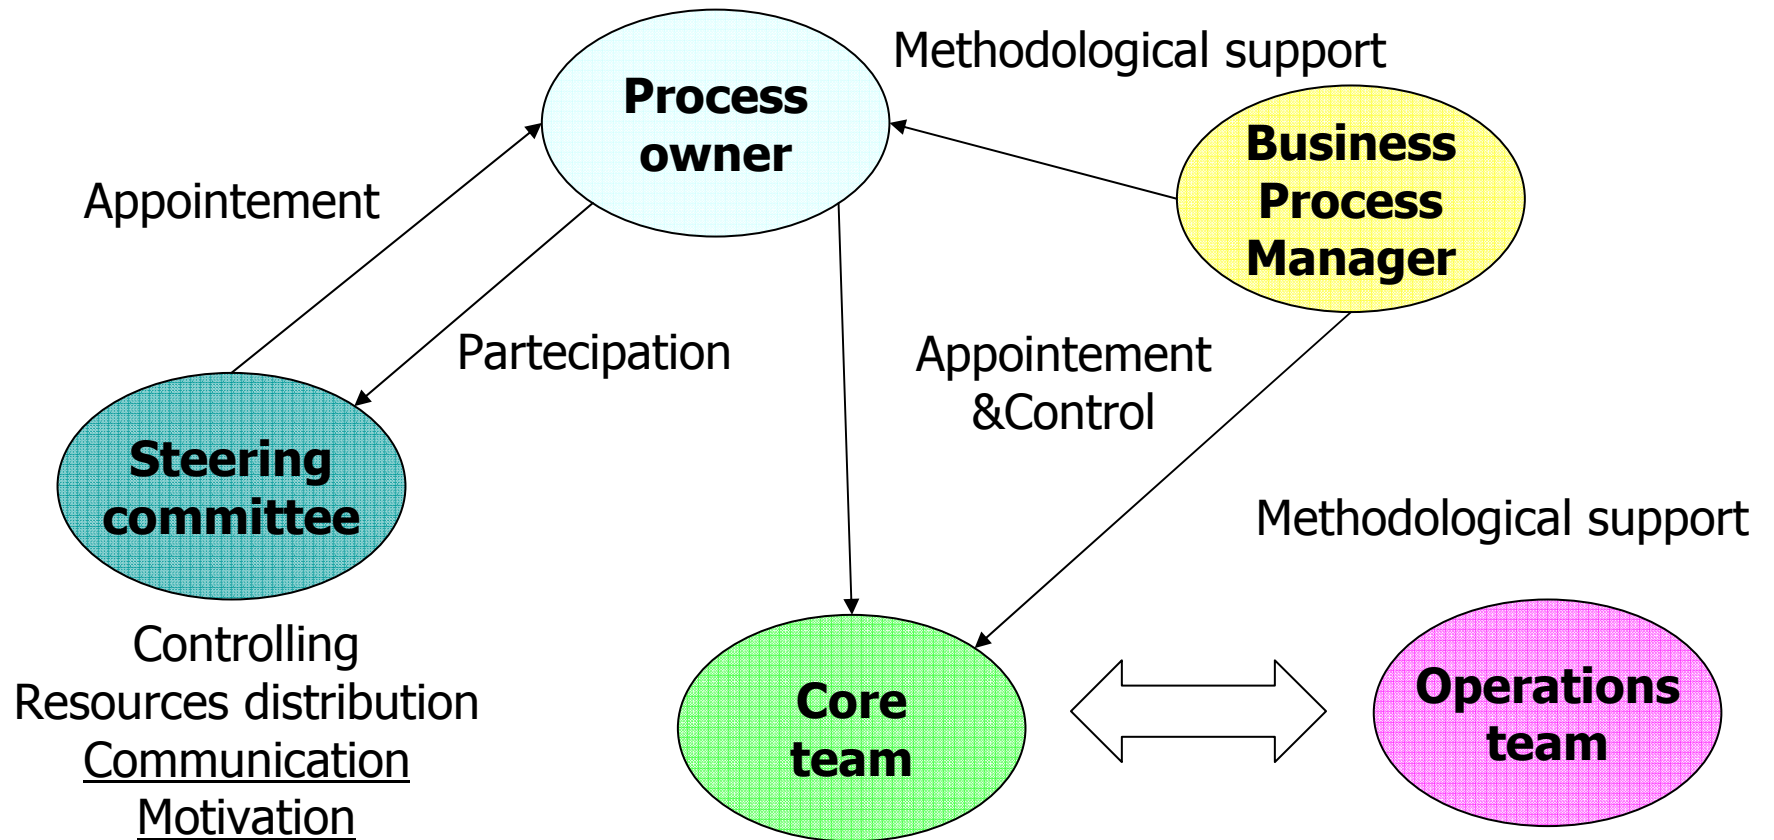 Methodological support
Process
owner
Business
Process
Manager
Appointement
Partecipation
Appointement
&Control
Steering
committee
Methodological support
Controlling
Resources distribution
Communication
Motivation
Core
team
Operations
team